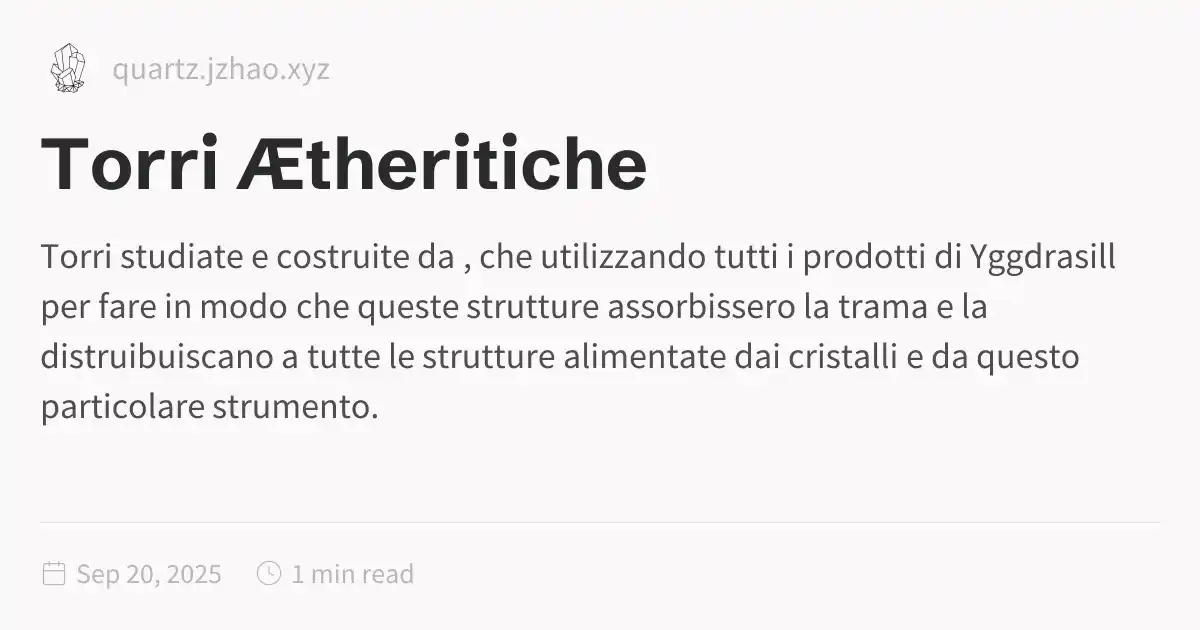 quartz.jzhao.xyz
Torri Ætheritiche
Torri studiate e costruite da , che utilizzando tutti i prodotti di Yggdrasill
per fare in modo che queste strutture assorbissero la trama e la
distruibuiscano a tutte le strutture alimentate dai cristalli e da questo
particolare strumento.
Sep 20, 2025 1 min read